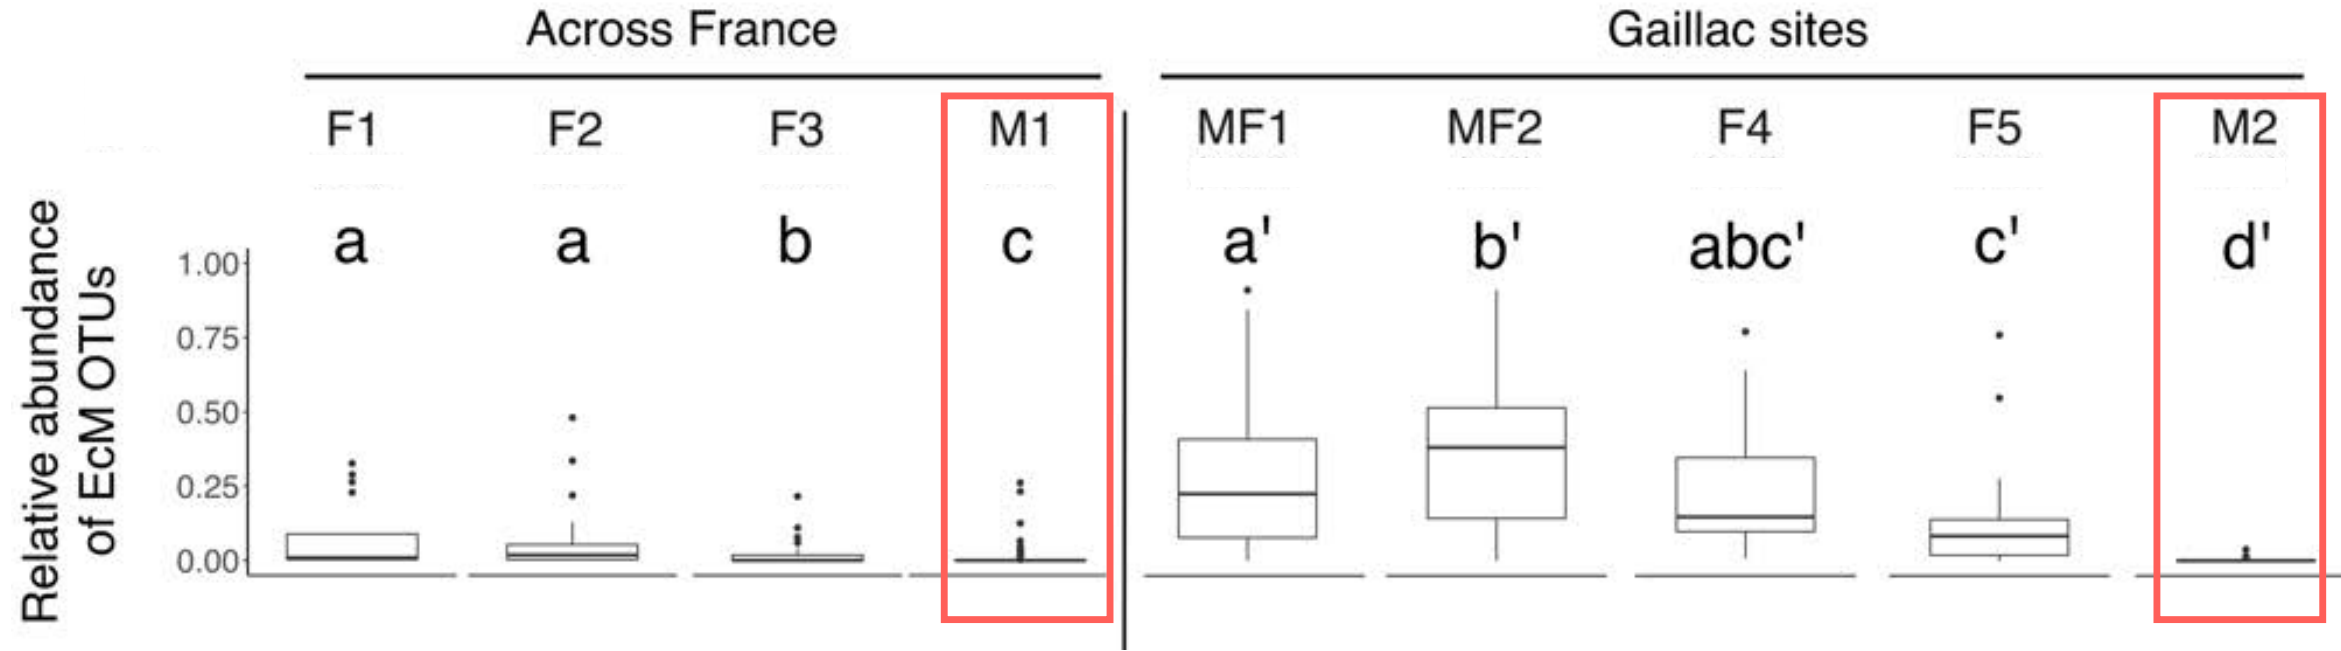 Across France
Gaillac sites
F1 F2 F3 M1 MF1 MF2 F4 F5 M2
a a b c a' b' abc' c' d'
Relative abundance
of EcM OTUs
1.00
0.75
0.50
0.25
0.00